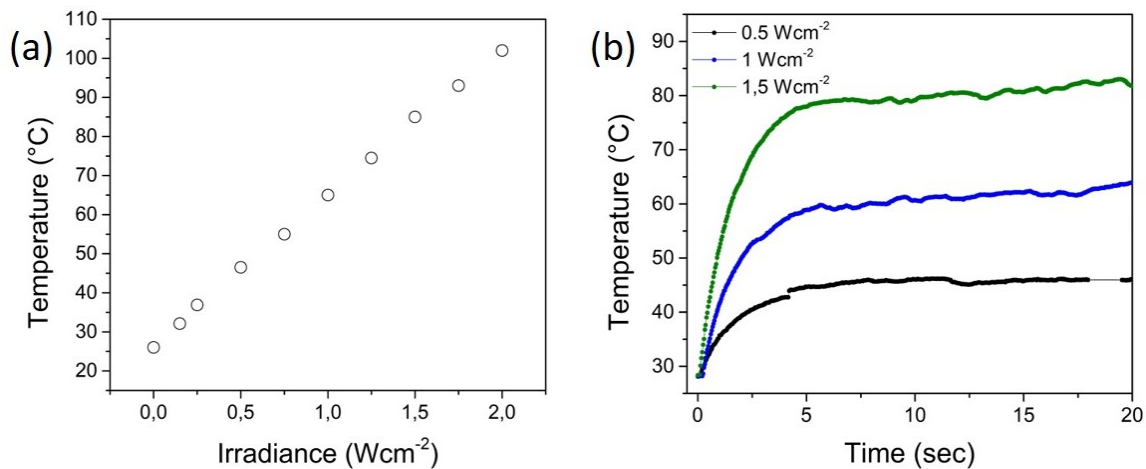 (a)
110
100
90
80
70
60
50
40
30
20
Temperature (°C)
0,0 0,5 1,0 1,5 2,0
Irradiance (Wcm-2)
(b)
0.5 Wcm-2
1 Wcm-2
1,5 Wcm-2
90
80
70
60
50
40
30
Temperature (°C)
0 5 10 15 20
Time (sec)